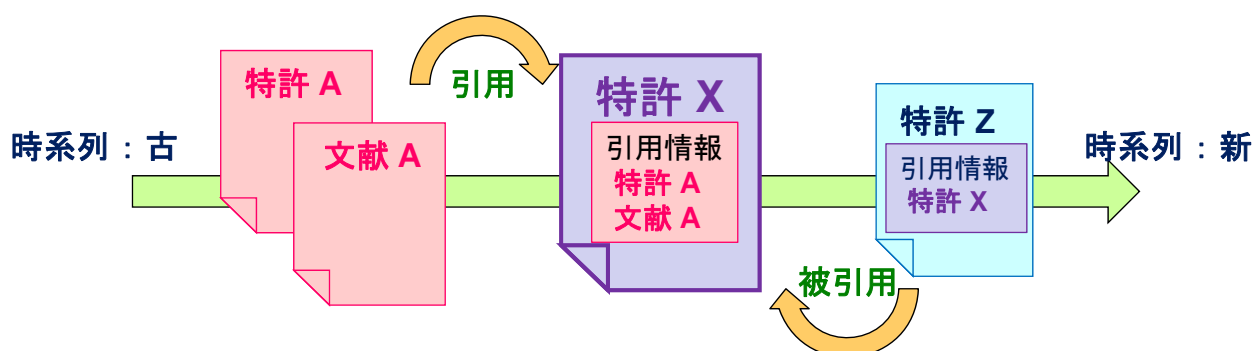 時系列：古
特許 A
文献 A
引用
特許 X
引用情報
特許 A
文献 A
特許 Z
引用情報
特許 X
被引用
時系列：新